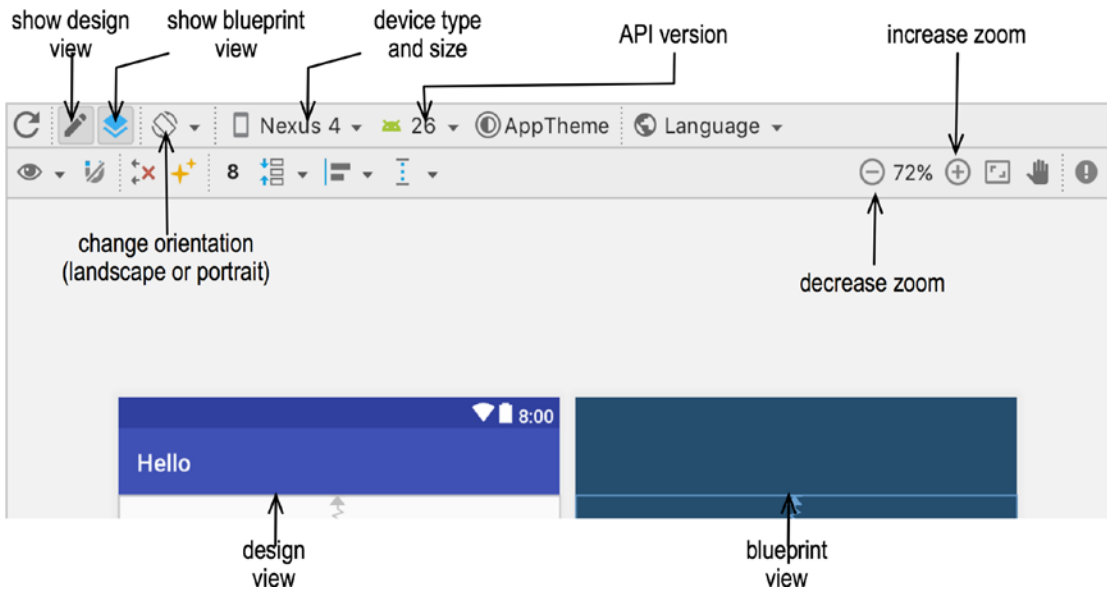 show design
view
show blueprint
view
device type
and size
API version
increase zoom
Nexus 4
26
AppTheme
Language
8
72%
change orientation
(landscape or portrait)
decrease zoom
8:00
Hello
design
view
blueprint
view